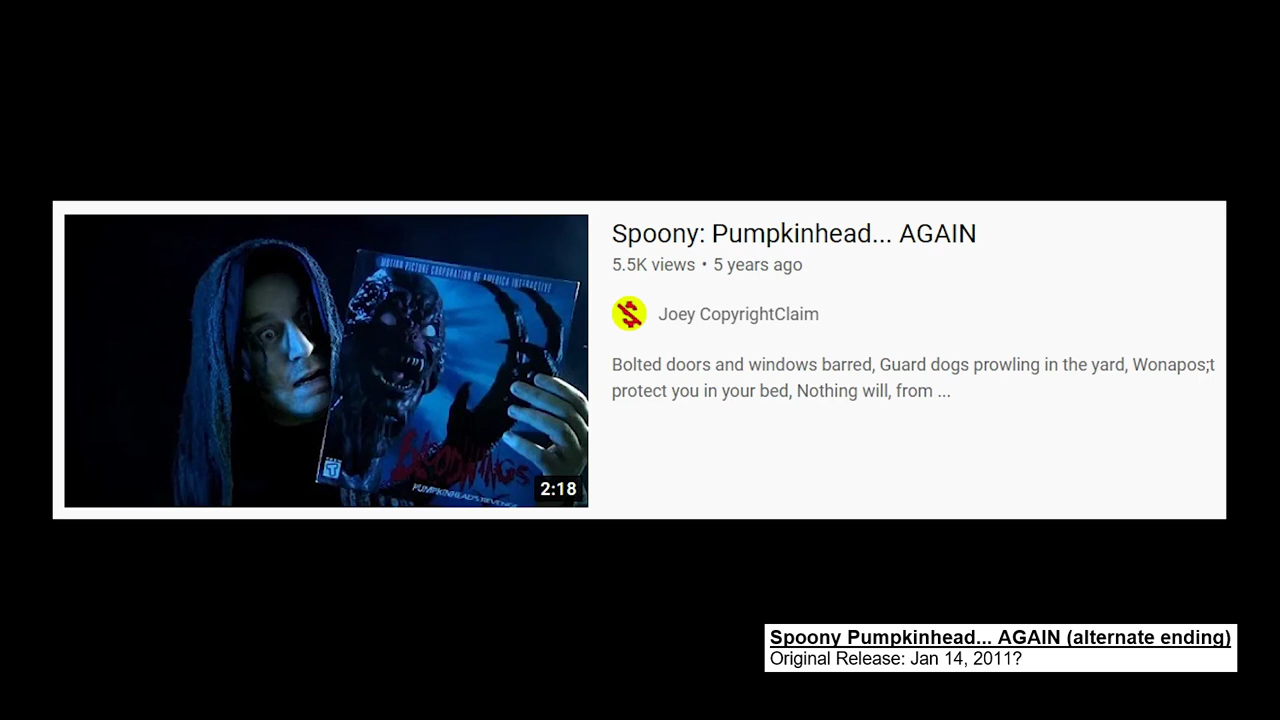 Spoony: Pumpkinhead... AGAIN
5.5K views • 5 years ago
Joey CopyrightClaim
Bolted doors and windows barred, Guard dogs prowling in the yard, Wonapos;t
protect you in your bed, Nothing will, from ...
MOTION PICTURE CORPORATION OF AMERICA INTERACTIVE
BLOODWINGS
PUMPKINHEAD'S REVENGE
TEEN
T
2:18
Spoony Pumpkinhead... AGAIN (alternate ending)
Original Release: Jan 14, 2011?